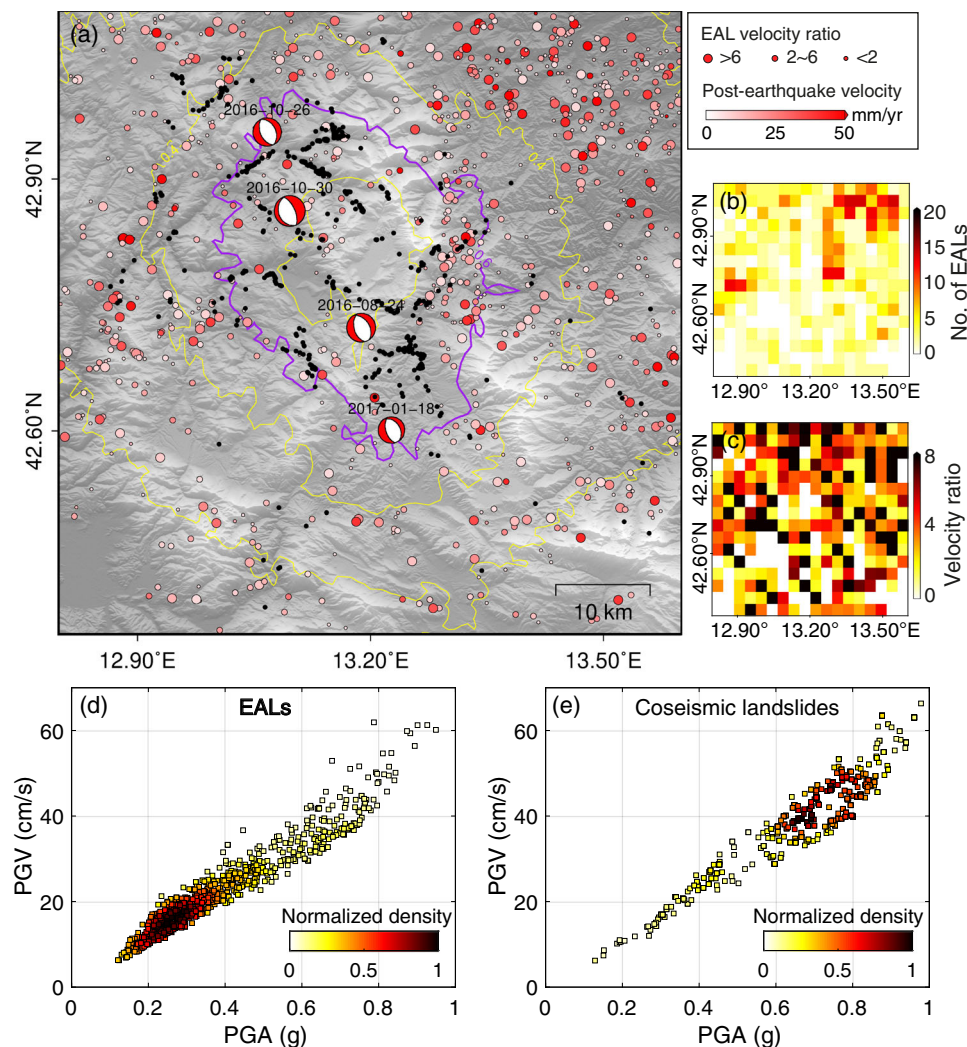 (a)
EAL velocity ratio
>6 2~6 <2
Post-earthquake velocity
mm/yr
0 25 50
2016-10-26
0.4
2016-10-30
0.6
2016-08-24
2017-01-18
42.90°N
42.60°N
10 km
12.90°E 13.20°E 13.50°E
(b)
42.90°N
42.60°N
12.90° 13.20° 13.50°E
20
15
10
5
0
No. of EALs
(c)
42.90°N
42.60°N
12.90° 13.20° 13.50°E
8
4
0
Velocity ratio
(d) EALs
PGV (cm/s)
60
40
20
0
Normalized density
0 0.5 1
0 0.2 0.4 0.6 0.8 1
PGA (g)
(e) Coseismic landslides
PGV (cm/s)
60
40
20
0
Normalized density
0 0.5 1
0 0.2 0.4 0.6 0.8 1
PGA (g)